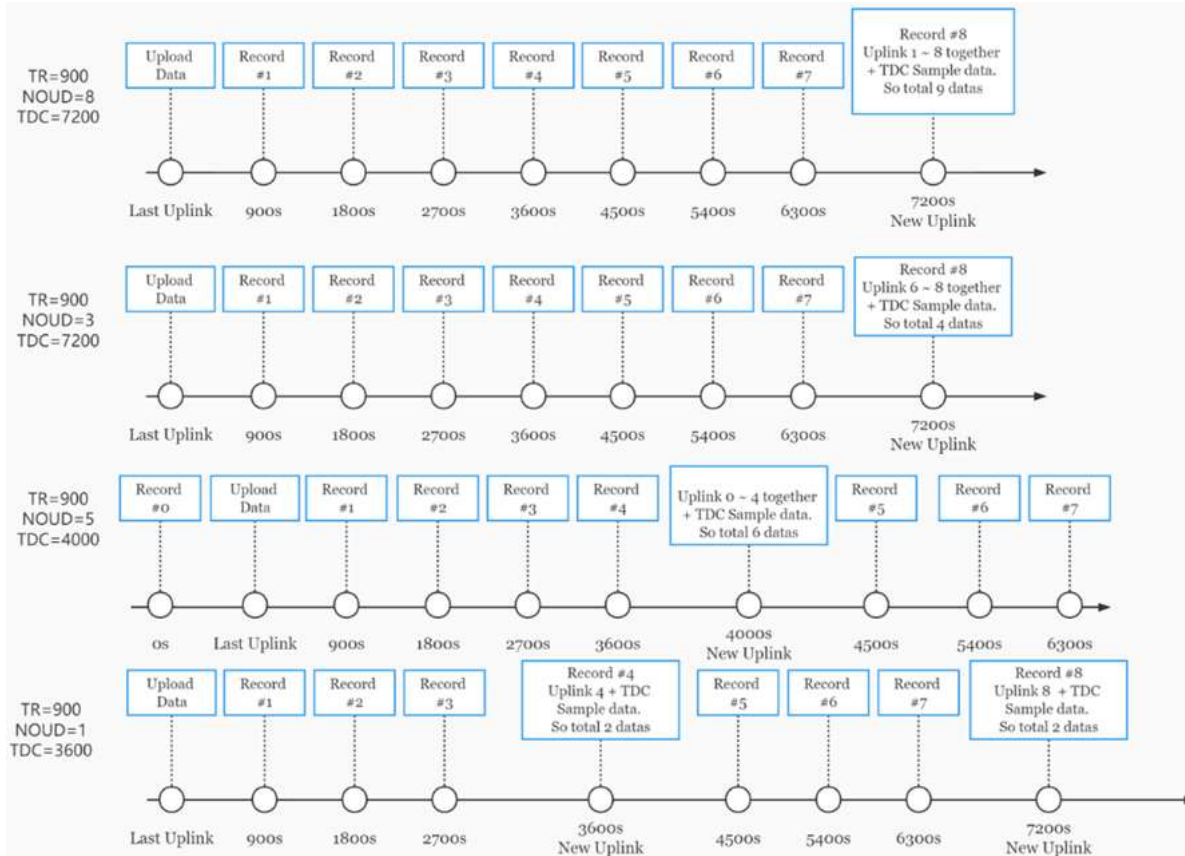 TR=900
NOUD=8
TDC=7200
Upload
Data
Record
#1
Record
#2
Record
#3
Record
#4
Record
#5
Record
#6
Record
#7
Record #8
Uplink 1 ~ 8 together
+ TDC Sample data.
So total 9 datas
Last Uplink
900s
1800s
2700s
3600s
4500s
5400s
6300s
7200s
New Uplink
TR=900
NOUD=3
TDC=7200
Upload
Data
Record
#1
Record
#2
Record
#3
Record
#4
Record
#5
Record
#6
Record
#7
Record #8
Uplink 6 ~ 8 together
+ TDC Sample data.
So total 4 datas
Last Uplink
900s
1800s
2700s
3600s
4500s
5400s
6300s
7200s
New Uplink
TR=900
NOUD=5
TDC=4000
Record
#0
Upload
Data
Record
#1
Record
#2
Record
#3
Record
#4
Uplink 0 ~ 4 together
+ TDC Sample data.
So total 6 datas
Record
#5
Record
#6
Record
#7
0s
Last Uplink
900s
1800s
2700s
3600s
4000s
New Uplink
4500s
5400s
6300s
TR=900
NOUD=1
TDC=3600
Upload
Data
Record
#1
Record
#2
Record
#3
Record #4
Uplink 4 + TDC
Sample data.
So total 2 datas
Record
#5
Record
#6
Record
#7
Record #8
Uplink 8 + TDC
Sample data.
So total 2 datas
Last Uplink
900s
1800s
2700s
3600s
New Uplink
4500s
5400s
6300s
7200s
New Uplink